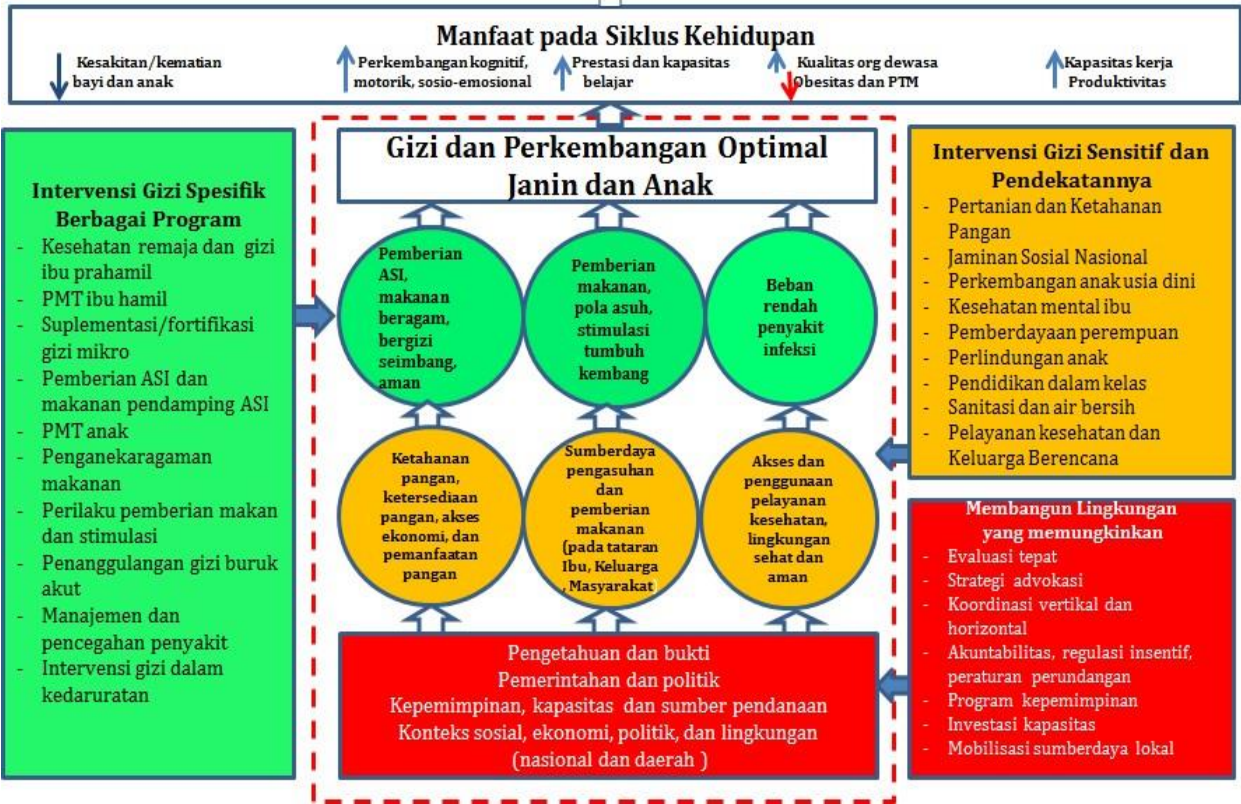 Manfaat pada Siklus Kehidupan
Kesakitan/kematian
bayi dan anak
Perkembangan kognitif,
motorik, sosio-emosional
Prestasi dan kapasitas
belajar
Kualitas org dewasa
Obesitas dan PTM
Kapasitas kerja
Produktivitas
Intervensi Gizi Spesifik
Berbagai Program
- Kesehatan remaja dan gizi
ibu prahamil
- PMT ibu hamil
- Suplementasi/fortifikasi
gizi mikro
- Pemberian ASI dan
makanan pendamping ASI
- PMT anak
- Penganekaragaman
makanan
- Perilaku pemberian makan
dan stimulasi
- Penanggulangan gizi buruk
akut
- Manajemen dan
pencegahan penyakit
- Intervensi gizi dalam
kedaruratan
Gizi dan Perkembangan Optimal
Janin dan Anak
Pemberian
ASI,
makanan
beragam,
bergizi
seimbang,
aman
Pemberian
makanan,
pola asuh,
stimulasi
tumbuh
kembang
Beban
rendah
penyakit
infeksi
Ketahanan
pangan,
ketersediaan
pangan, akses
ekonomi, dan
pemanfaatan
pangan
Sumberdaya
pengasuhan
dan
pemberian
makanan
(pada tataran
Ibu, Keluarga
, Masyarakat)
Akses dan
penggunaan
pelayanan
kesehatan,
lingkungan
sehat dan
aman
Pengetahuan dan bukti
Pemerintahan dan politik
Kepemimpinan, kapasitas dan sumber pendanaan
Konteks sosial, ekonomi, politik, dan lingkungan
(nasional dan daerah )
Intervensi Gizi Sensitif dan
Pendekatannya
- Pertanian dan Ketahanan
Pangan
- Jaminan Sosial Nasional
- Perkembangan anak usia dini
- Kesehatan mental ibu
- Pemberdayaan perempuan
- Perlindungan anak
- Pendidikan dalam kelas
- Sanitasi dan air bersih
- Pelayanan kesehatan dan
Keluarga Berencana
Membangun Lingkungan
yang memungkinkan
- Evaluasi tepat
- Strategi advokasi
- Koordinasi vertikal dan
horizontal
- Akuntabilitas, regulasi insentif,
peraturan perundangan
- Program kepemimpinan
- Investasi kapasitas
- Mobilisasi sumberdaya lokal